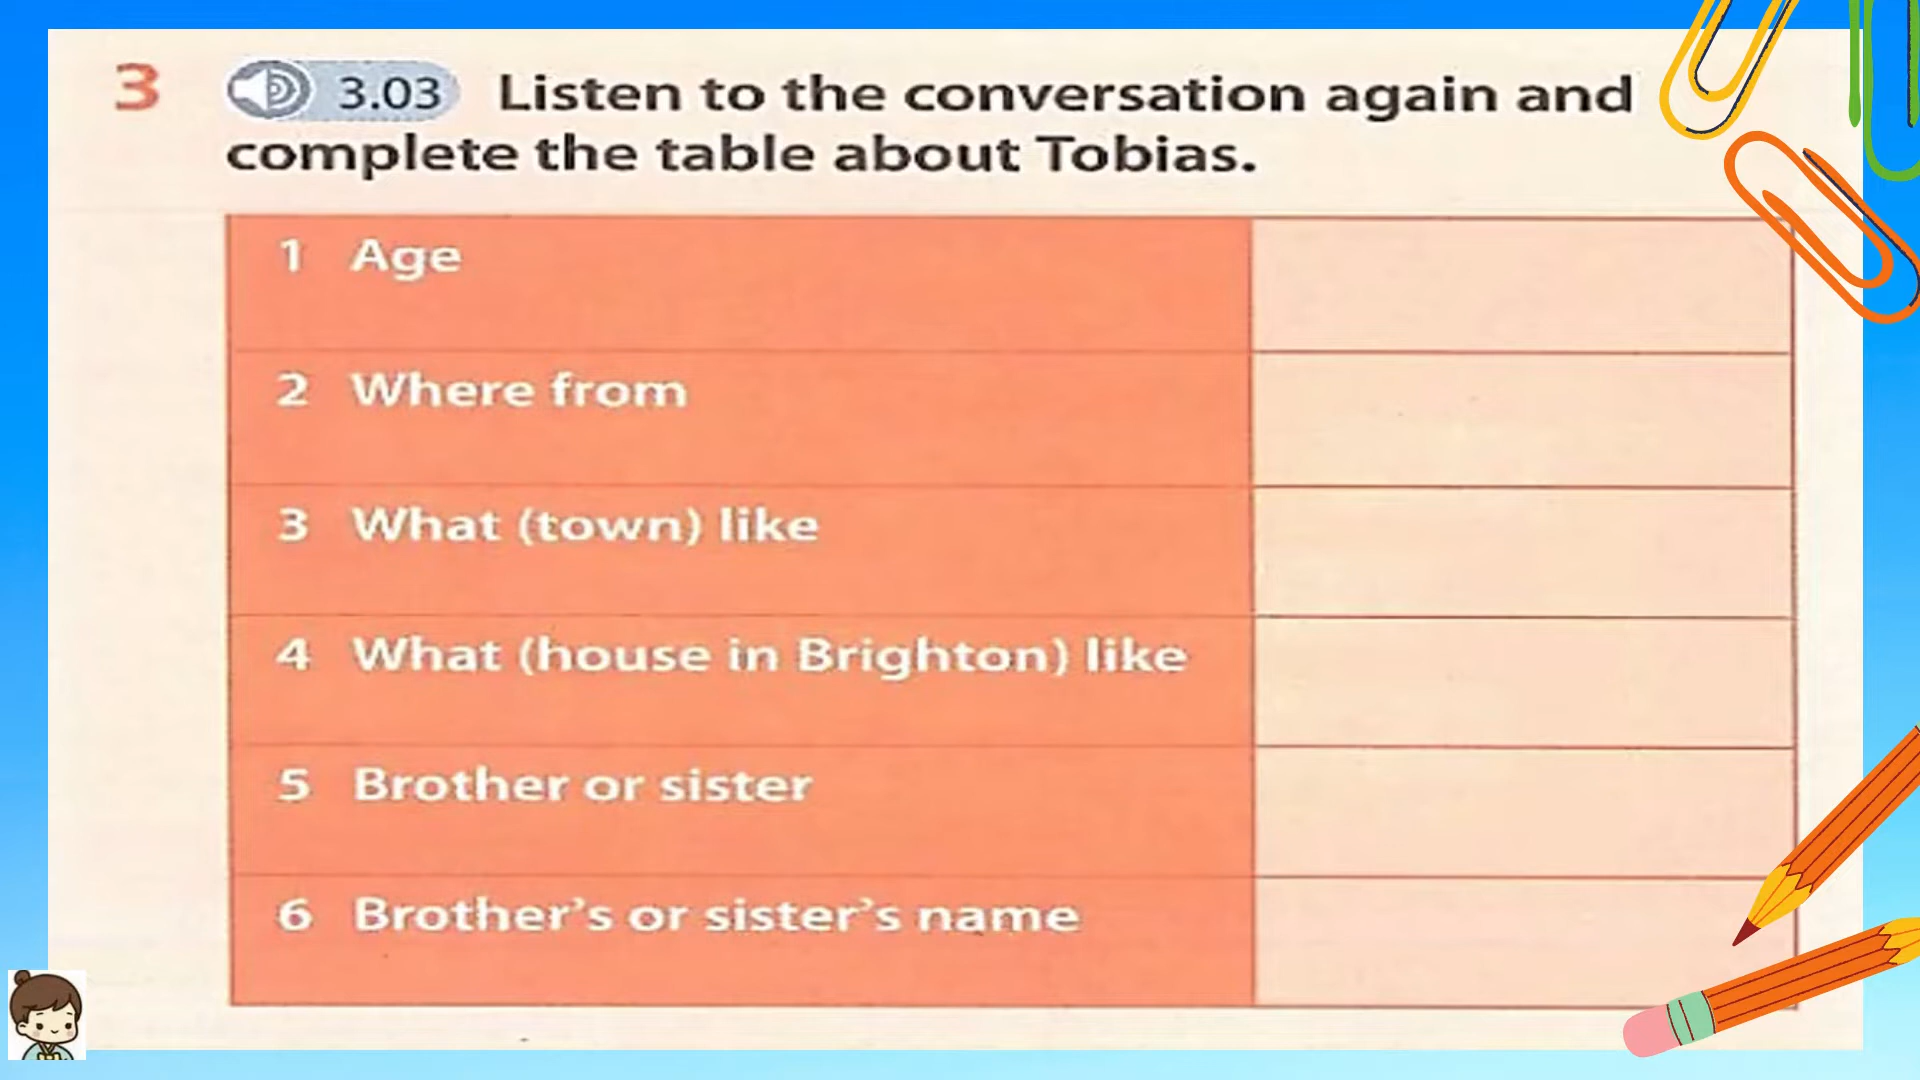 3 3.03 Listen to the conversation again and
complete the table about Tobias.
1 Age
2 Where from
3 What (town) like
4 What (house in Brighton) like
5 Brother or sister
6 Brother’s or sister’s name